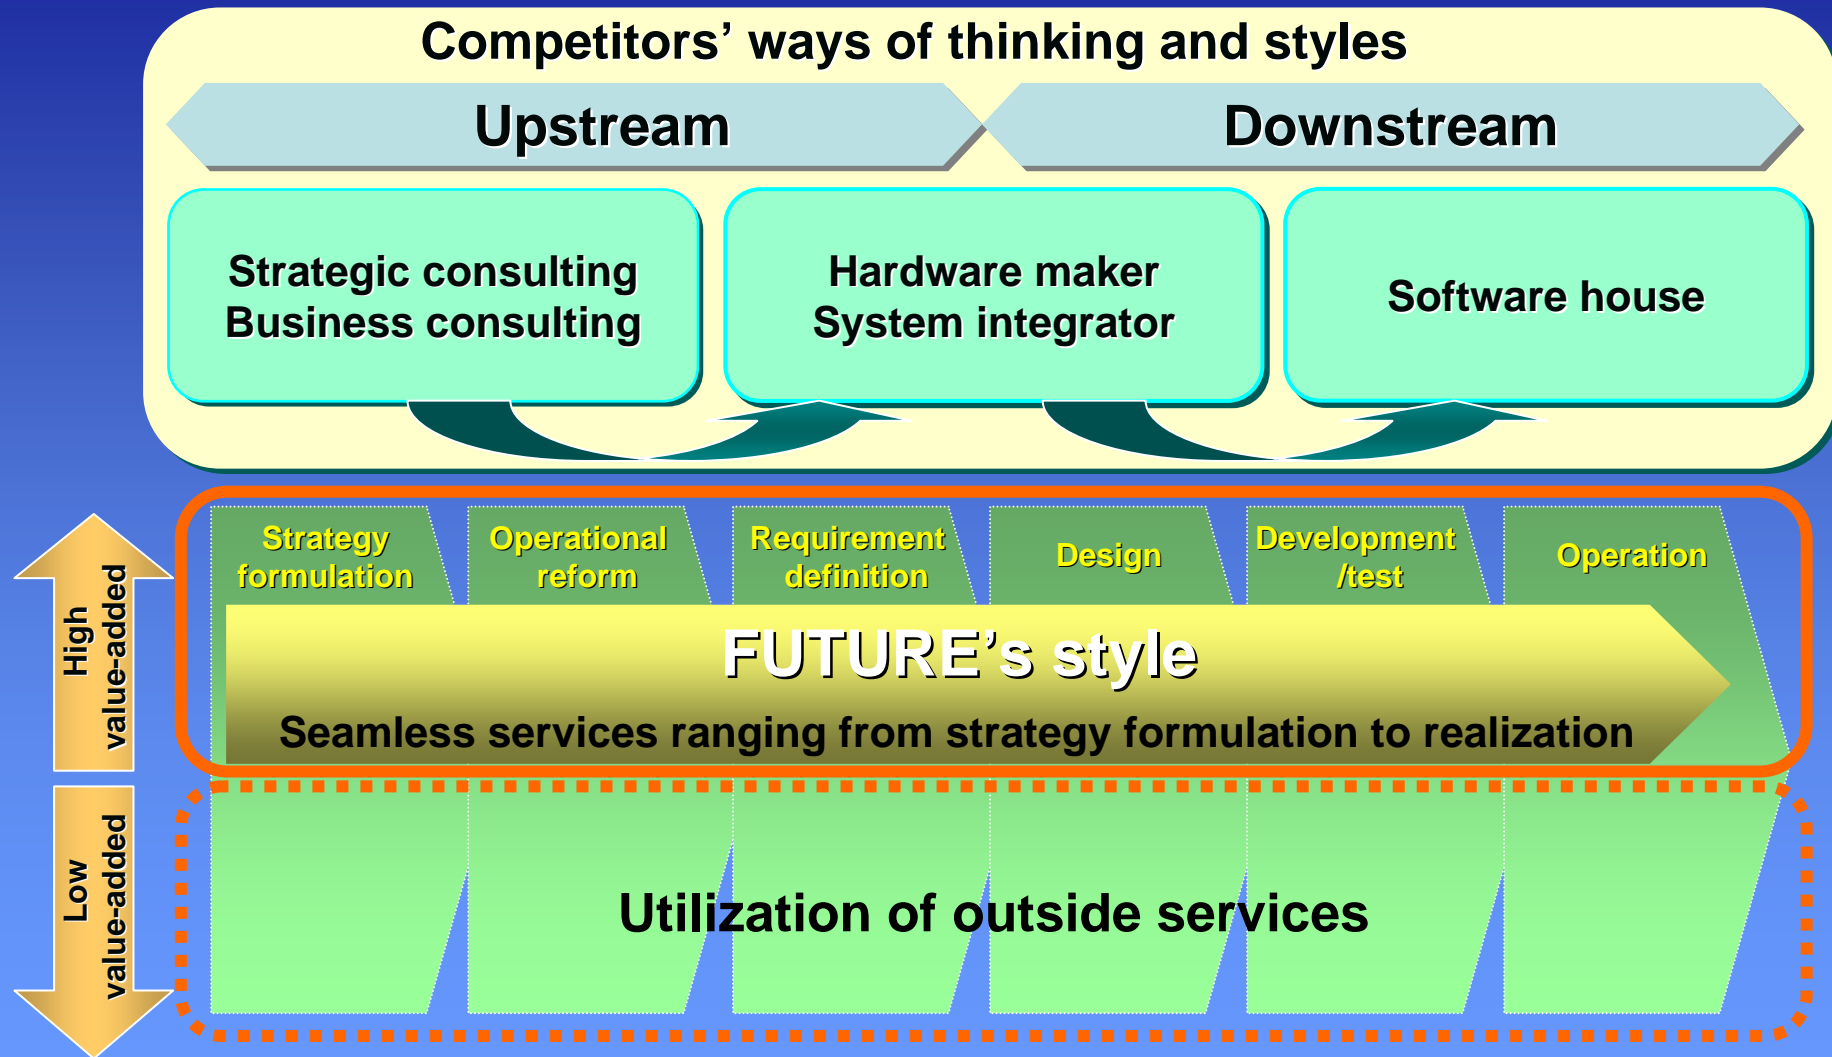 Competitors’ ways of thinking and styles
Upstream
Downstream
Strategic consulting
Business consulting
Hardware maker
System integrator
Software house
High
value-added
Strategy
formulation
Operational
reform
Requirement
definition
Design
Development
/test
Operation
FUTURE’s style
Seamless services ranging from strategy formulation to realization
Low
value-added
Utilization of outside services